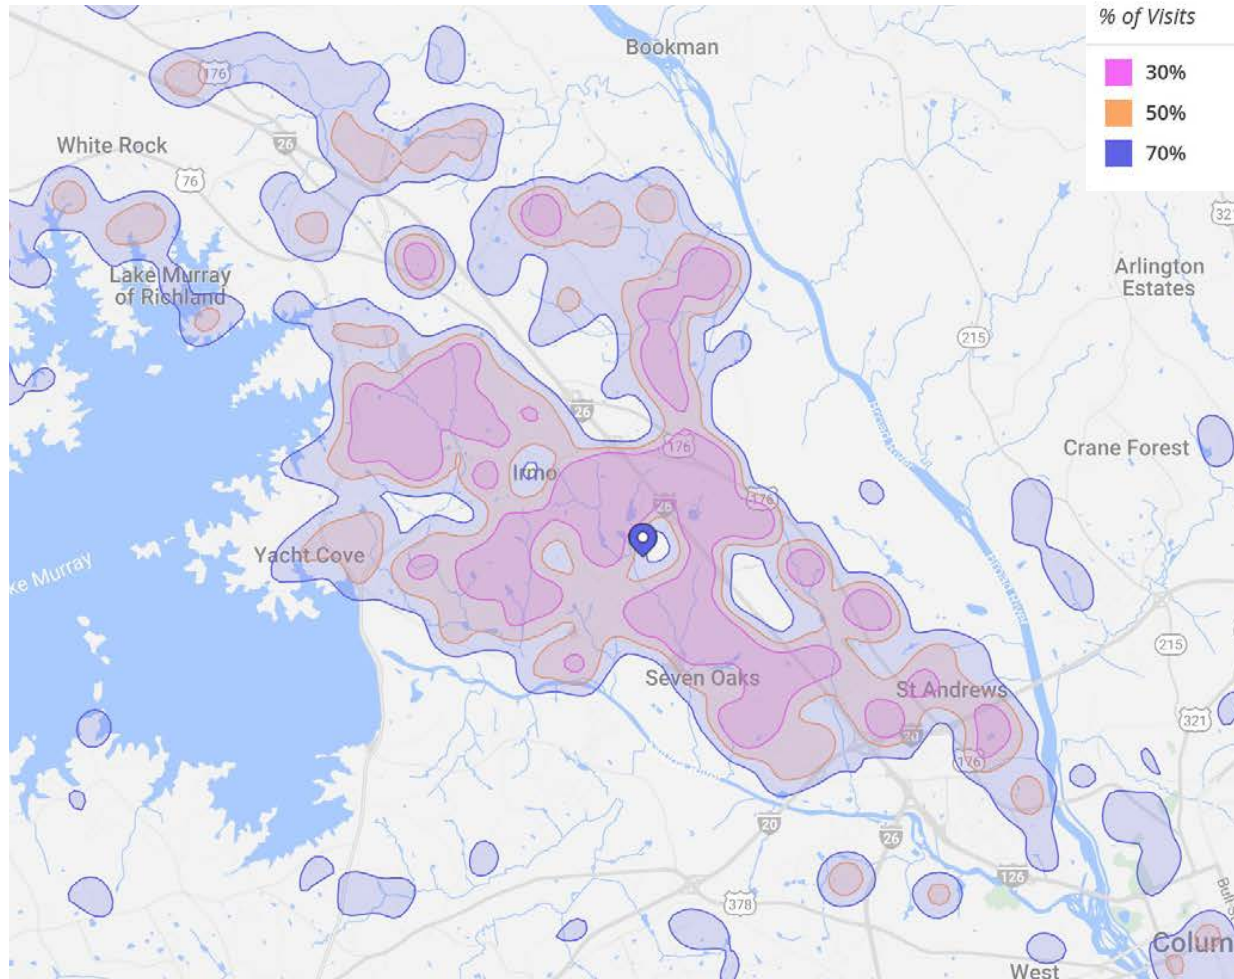 % of Visits
30%
50%
70%
Bookman
176
26
White Rock
76
321
Lake Murray
of Richland
Arlington
Estates
215
26
176
Crane Forest
Irmo
26
176
Yacht Cove
ke Murray
215
Seven Oaks
St Andrews
321
20
176
20
26
126
378
Bull S
Colum
West